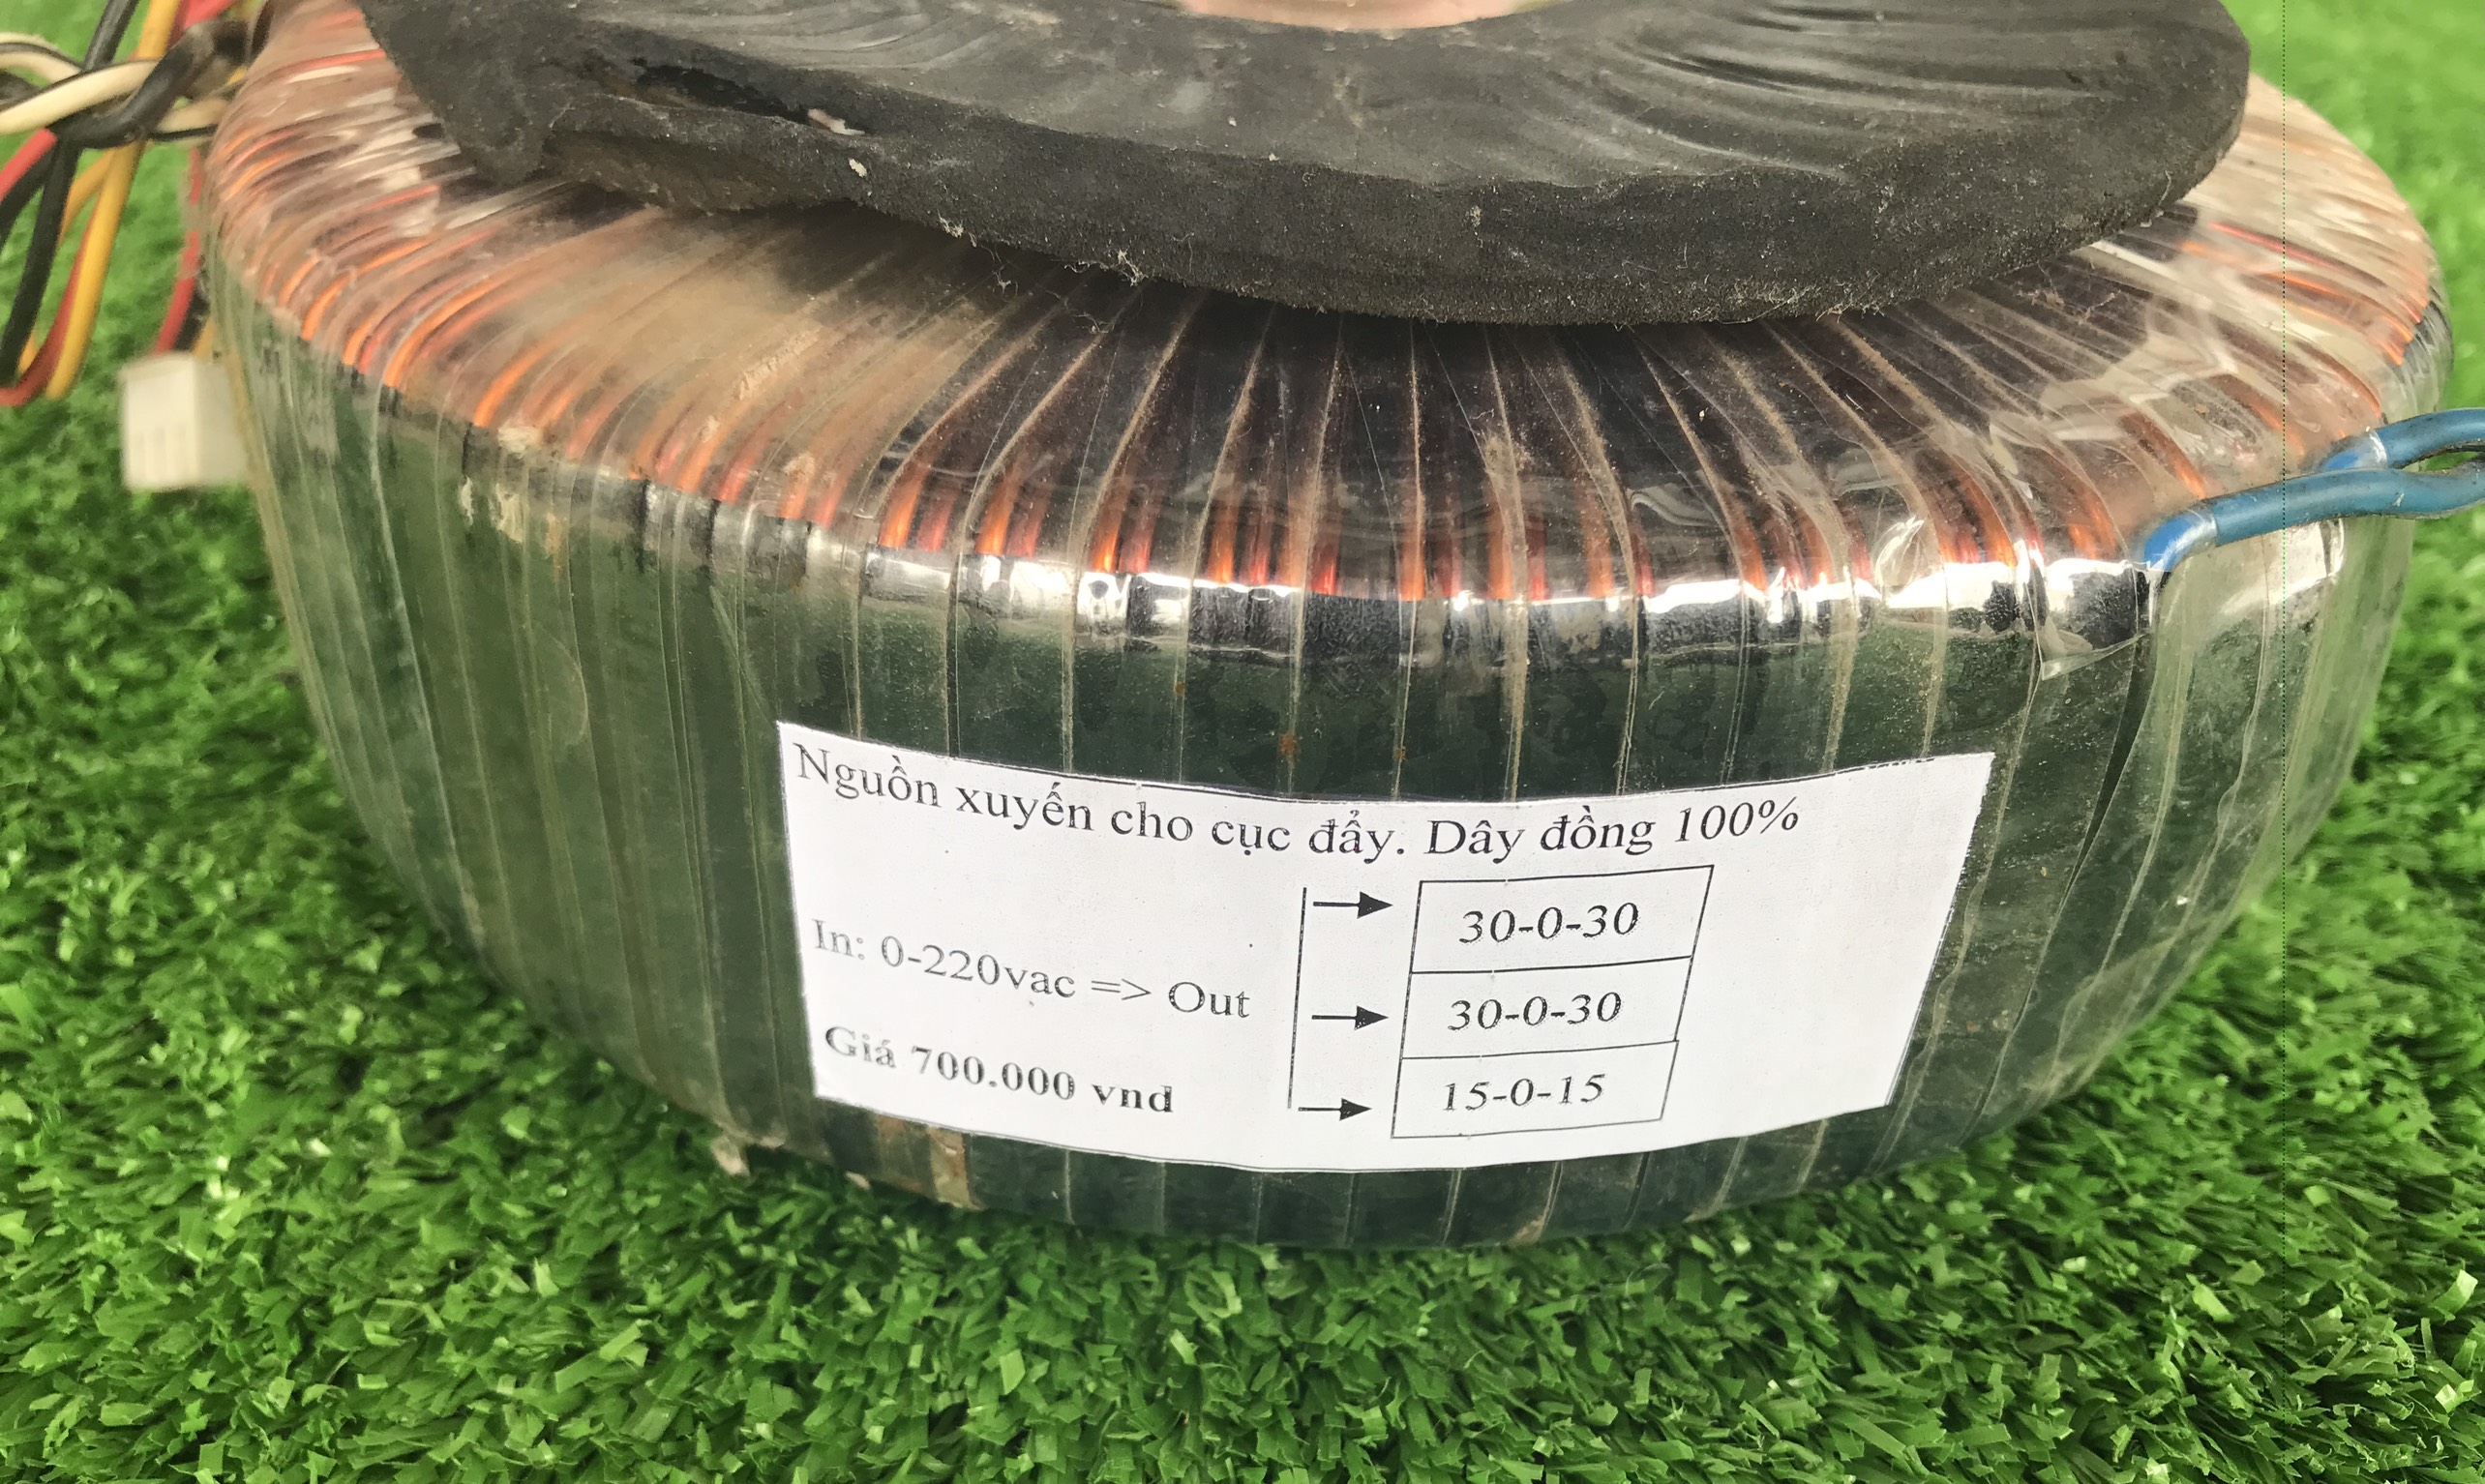 Nguồn xuyến cho cục đẩy. Dây đồng 100%
30-0-30
In: 0-220vac => Out
30-0-30
Giá 700.000 vnd
15-0-15